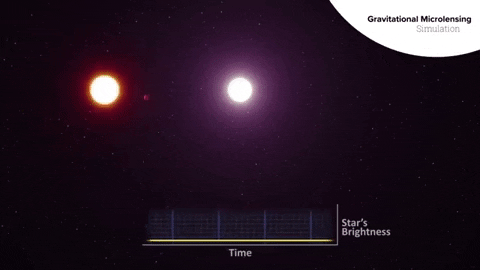 Gravitational Microlensing
Simulation
Star's
Brightness
Time